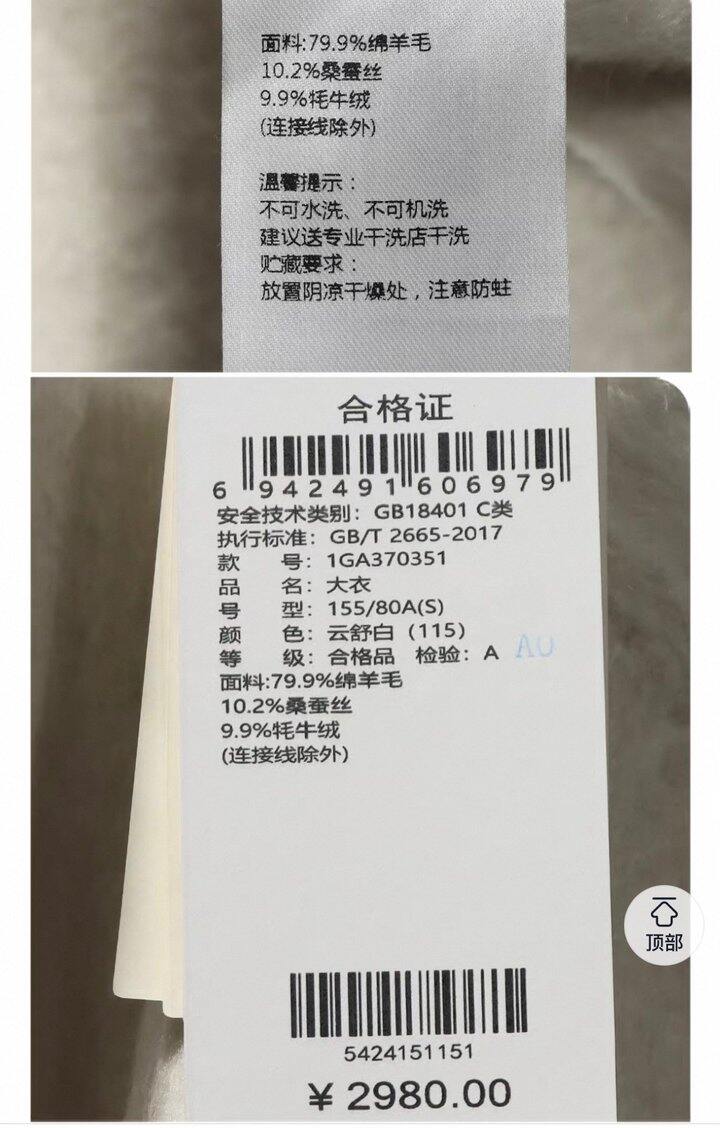 面料:79.9%绵羊毛
10.2%桑蚕丝
9.9%牦牛绒
(连接线除外)
温馨提示：
不可水洗、不可机洗
建议送专业干洗店干洗
贮藏要求：
放置阴凉干燥处，注意防蛀
合格证
6 942491 606979
安全技术类别：GB18401 C类
执行标准：GB/T 2665-2017
款 号：1GA370351
品 名：大衣
号 型：155/80A(S)
颜 色：云舒白（115）
等 级：合格品 检验：A
面料:79.9%绵羊毛
10.2%桑蚕丝
9.9%牦牛绒
(连接线除外)
顶部
5424151151
¥ 2980.00